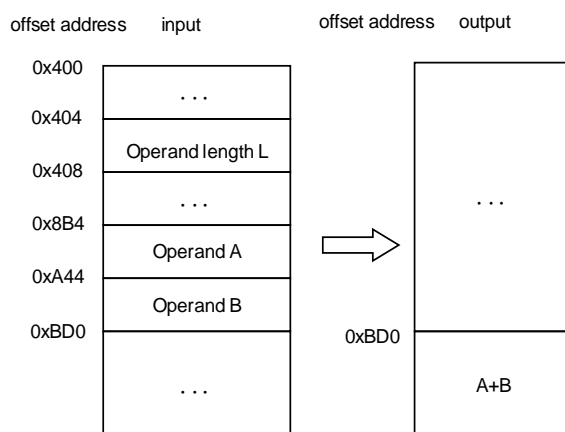 offset address input
0x400
...
0x404
Operand length L
0x408
...
0x8B4
Operand A
0xA44
Operand B
0xBD0
...
offset address output
...
0xBD0
A+B